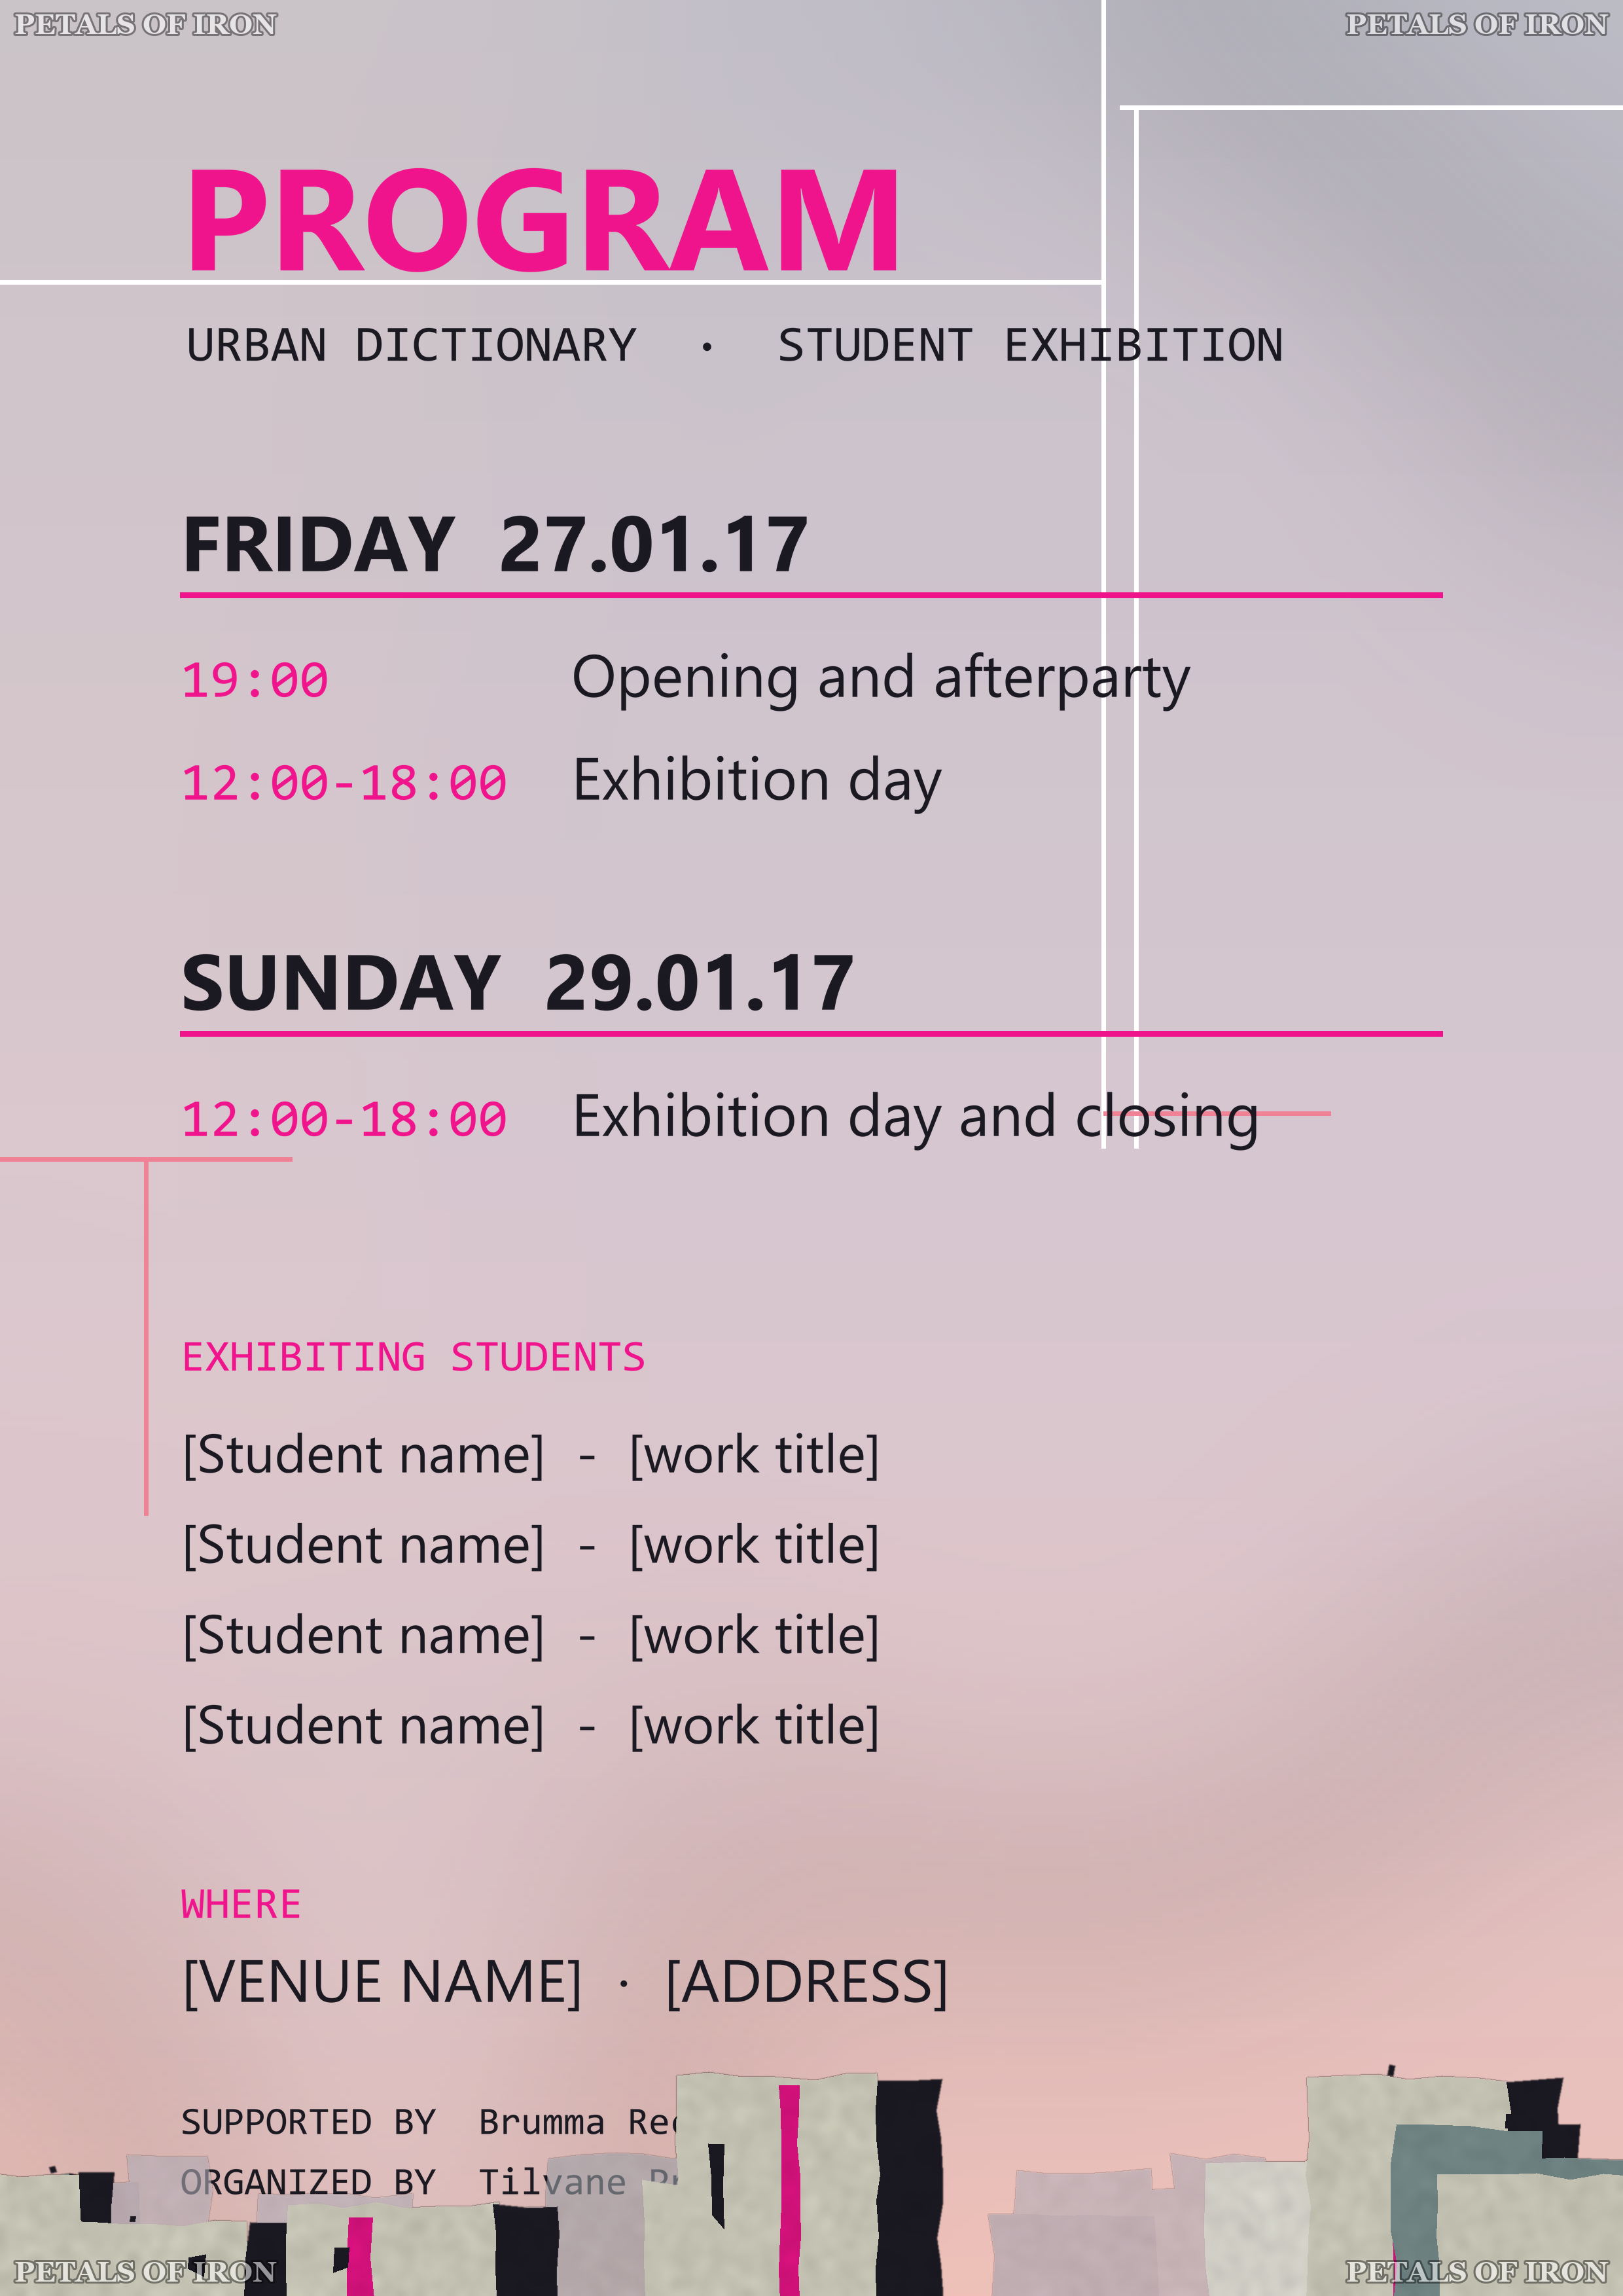 PETALS OF IRON
PETALS OF IRON
PROGRAM
URBAN DICTIONARY · STUDENT EXHIBITION
FRIDAY 27.01.17
19:00 Opening and afterparty
12:00-18:00 Exhibition day
SUNDAY 29.01.17
12:00-18:00 Exhibition day and closing
EXHIBITING STUDENTS
[Student name] - [work title]
[Student name] - [work title]
[Student name] - [work title]
[Student name] - [work title]
WHERE
[VENUE NAME] · [ADDRESS]
SUPPORTED BY Brumma
ORGANIZED BY Tilvane
PETALS OF IRON
PETALS OF IRON